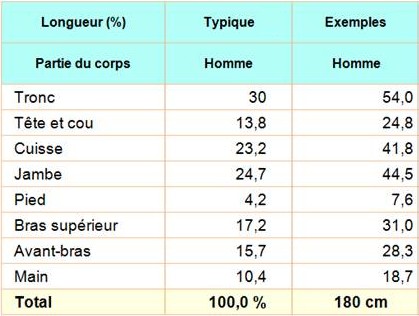 Longueur (%) Typique Exemples
Partie du corps Homme Homme
Tronc 30 54,0
Tête et cou 13,8 24,8
Cuisse 23,2 41,8
Jambe 24,7 44,5
Pied 4,2 7,6
Bras supérieur 17,2 31,0
Avant-bras 15,7 28,3
Main 10,4 18,7
Total 100,0 % 180 cm